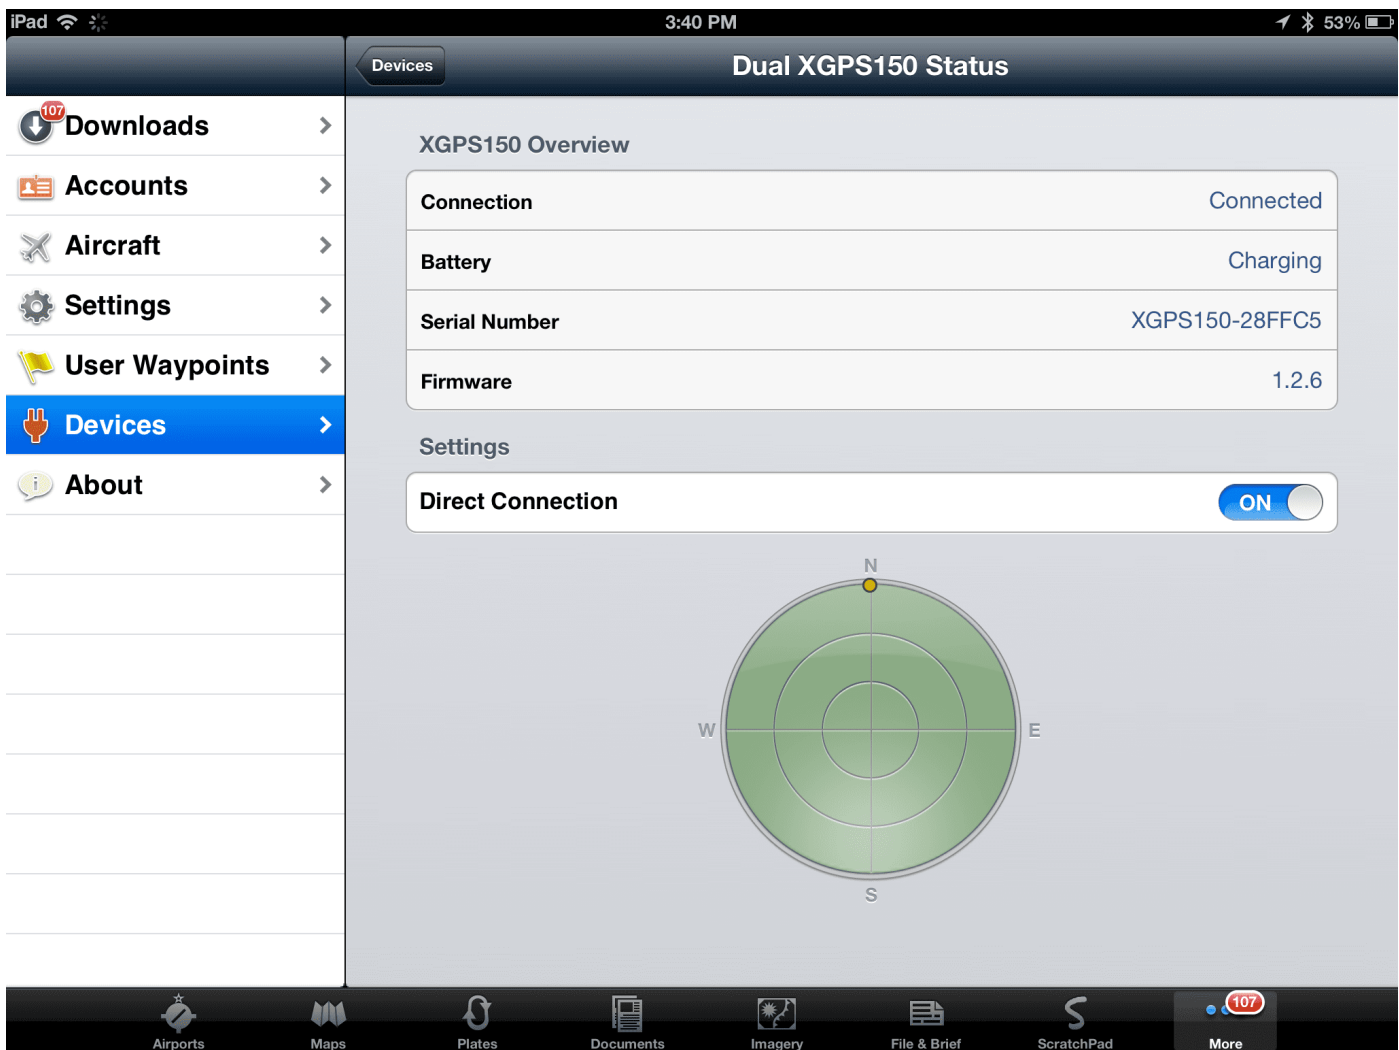 iPad 3:40 PM 53%
Devices Dual XGPS150 Status
107
Downloads
Accounts
Aircraft
Settings
User Waypoints
Devices
About
XGPS150 Overview
Connection Connected
Battery Charging
Serial Number XGPS150-28FFC5
Firmware 1.2.6
Settings
Direct Connection ON
N
W E
S
107
Airports Maps Plates Documents Imagery File & Brief ScratchPad More